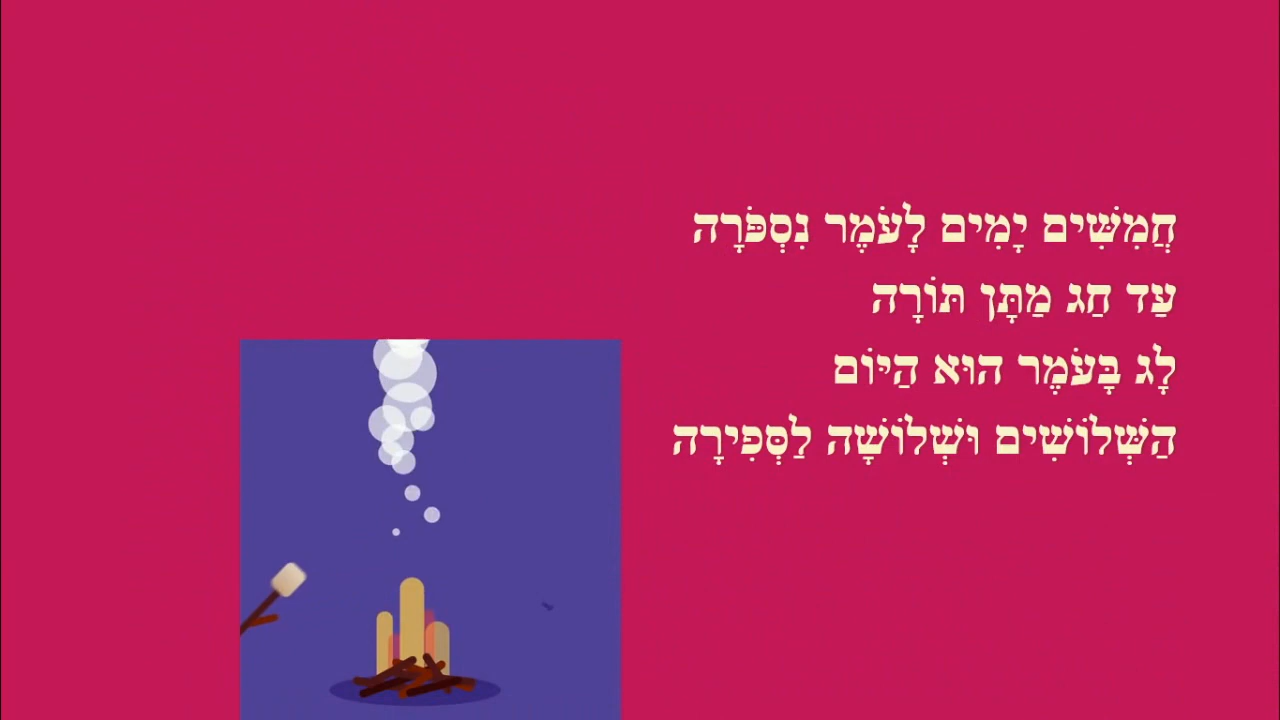 חֲמִשִּׁים יָמִים לָעֹמֶר נִסְפֹּרָה
עַד חַג מַתָּן תּוֹרָה
לָג בָּעֹמֶר הוּא הַיּוֹם
הַשְּׁלוֹשִׁים וּשְׁלוֹשָׁה לַסְּפִירָה